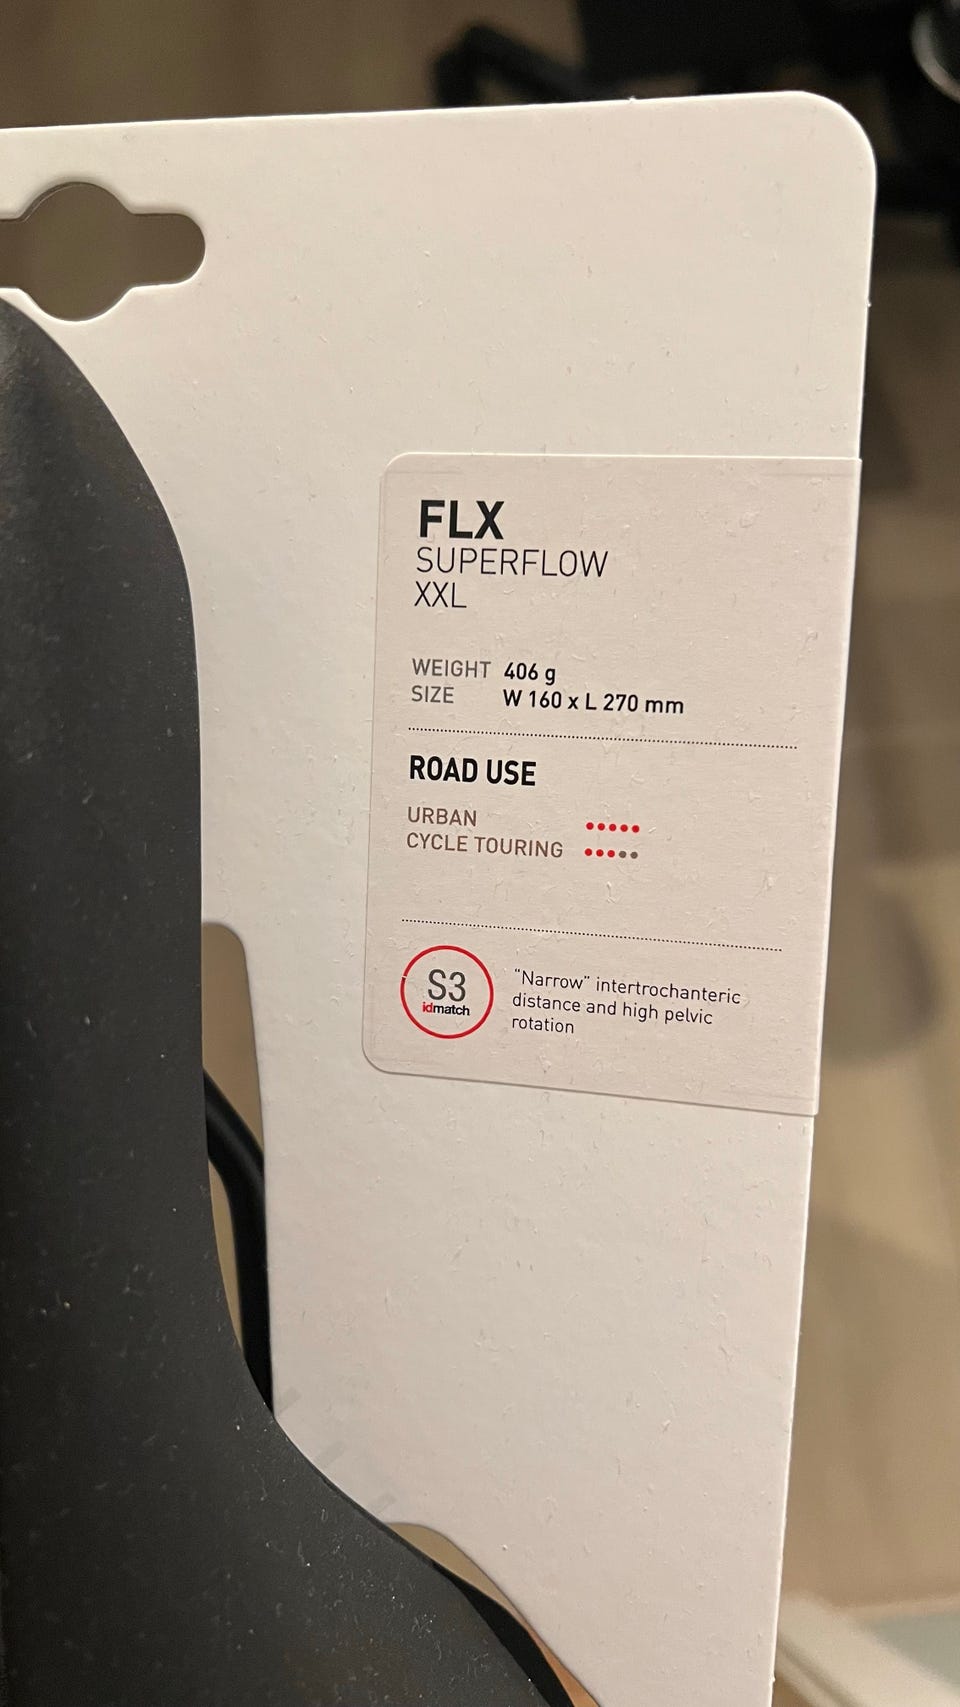 FLX
SUPERFLOW
XXL
WEIGHT 406 g
SIZE W 160 x L 270 mm
ROAD USE
URBAN
CYCLE TOURING
S3
idmatch
"Narrow" intertrochanteric
distance and high pelvic
rotation